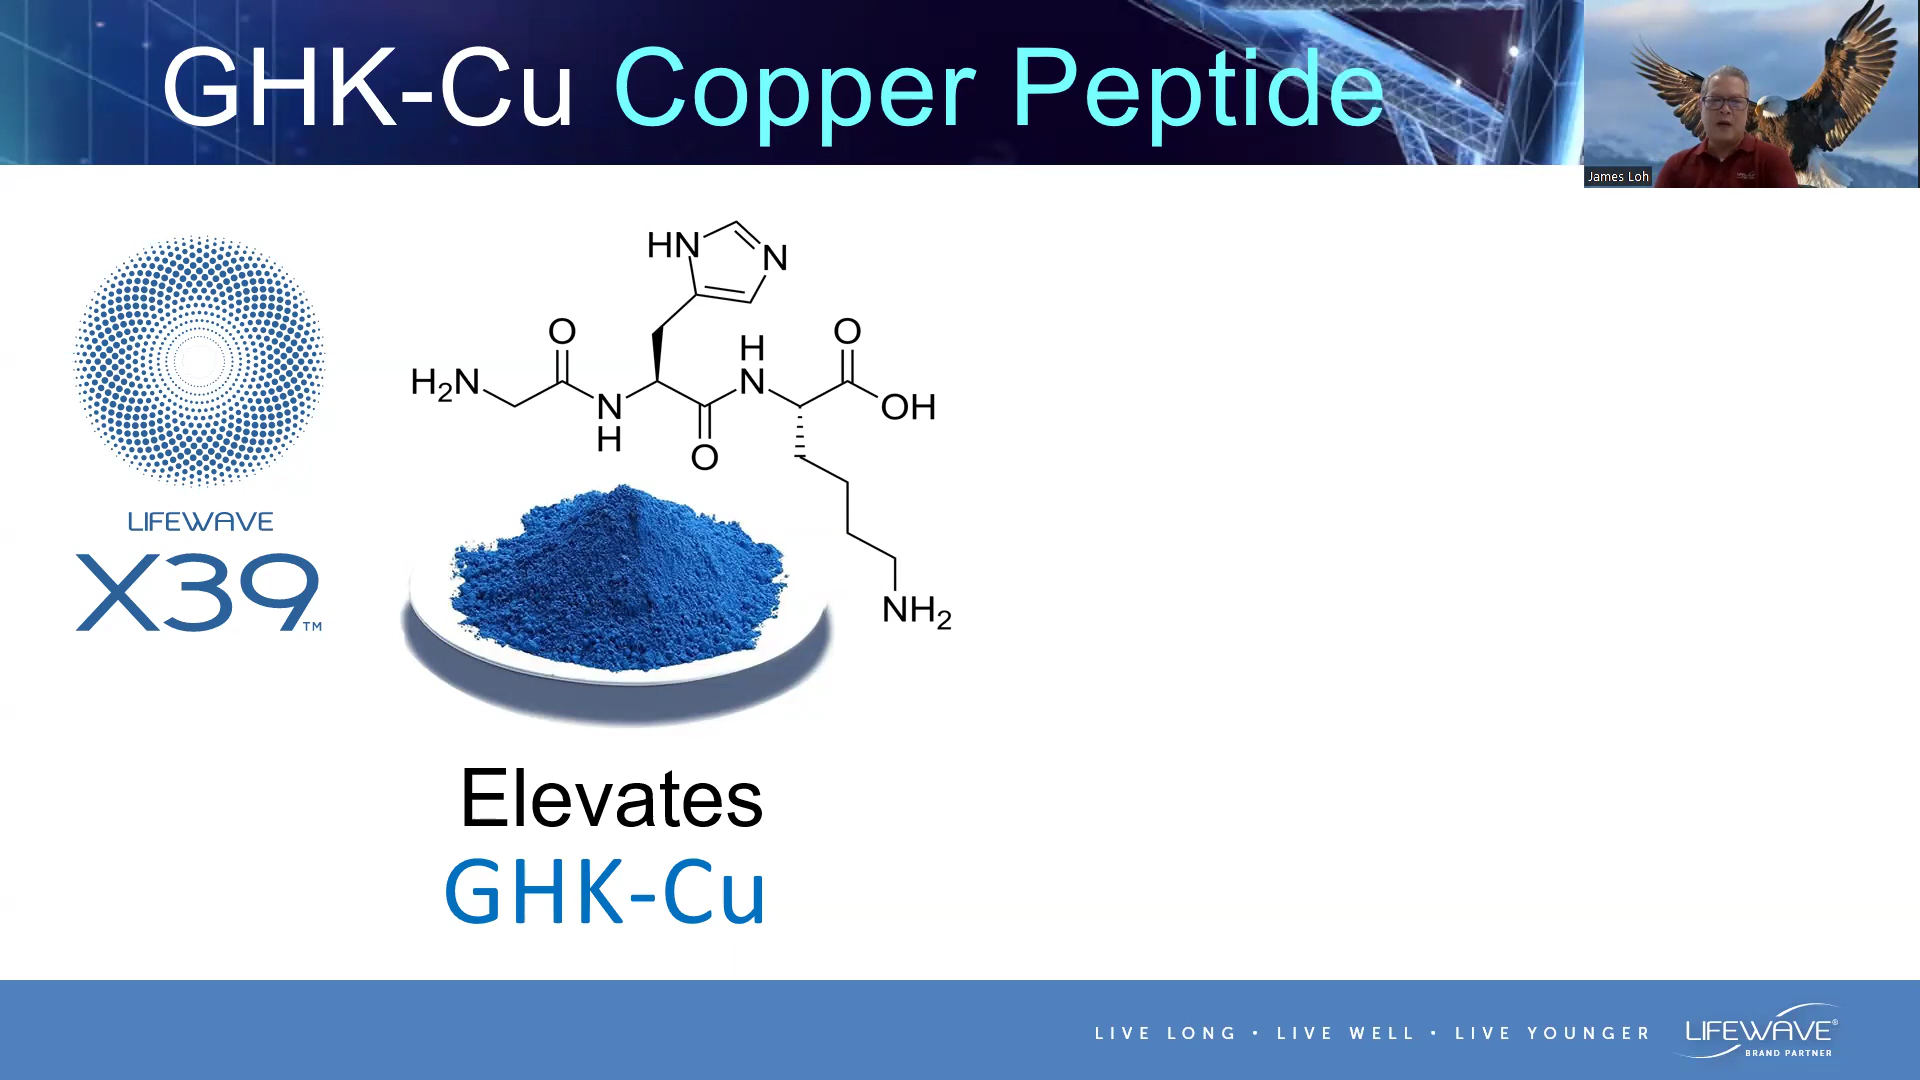 GHK-Cu Copper Peptide
James Loh
LIFEWAVE
X39™
HN
N
O
H
O
H₂N
N
N
OH
H
O
NH₂
Elevates
GHK-Cu
LIVE LONG • LIVE WELL • LIVE YOUNGER
LIFEWAVE®
BRAND PARTNER